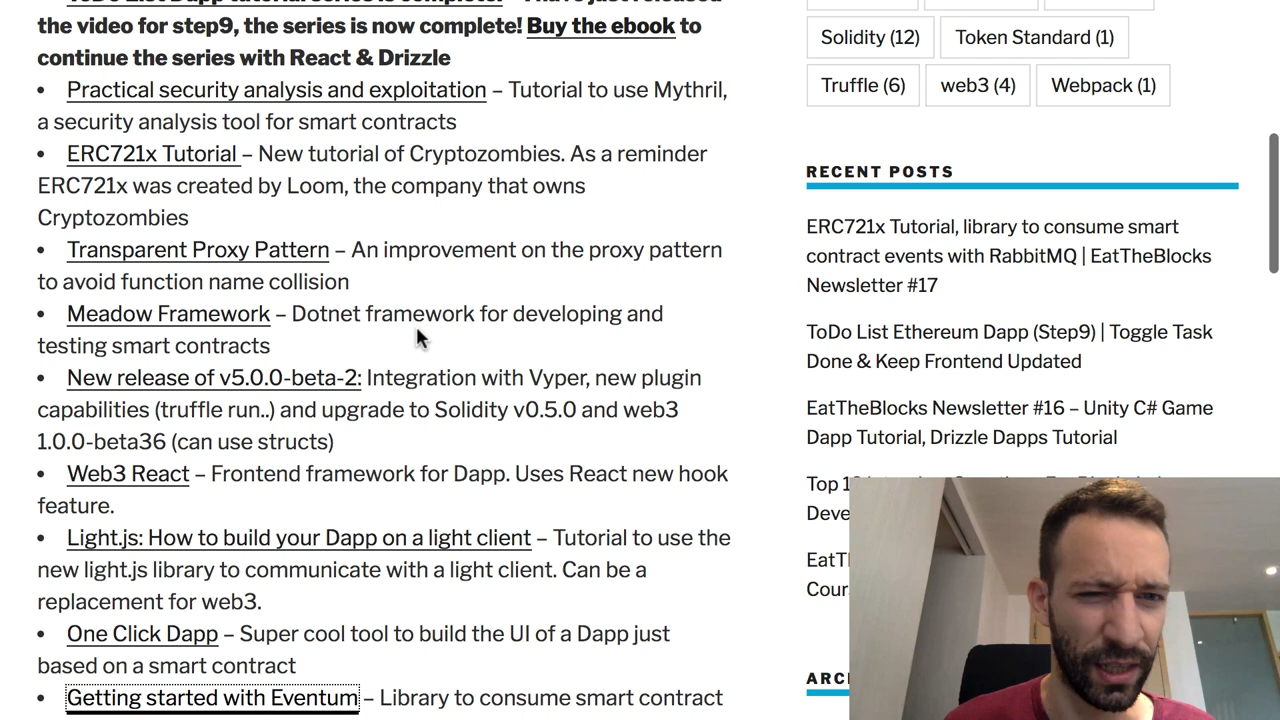 ToDo List Dapp tutorial series is complete! – I have just released
the video for step9, the series is now complete! Buy the ebook to
continue the series with React & Drizzle
• Practical security analysis and exploitation – Tutorial to use Mythril,
a security analysis tool for smart contracts
• ERC721x Tutorial – New tutorial of Cryptozombies. As a reminder
ERC721x was created by Loom, the company that owns
Cryptozombies
• Transparent Proxy Pattern – An improvement on the proxy pattern
to avoid function name collision
• Meadow Framework – Dotnet framework for developing and
testing smart contracts
• New release of v5.0.0-beta-2: Integration with Vyper, new plugin
capabilities (truffle run..) and upgrade to Solidity v0.5.0 and web3
1.0.0-beta36 (can use structs)
• Web3 React – Frontend framework for Dapp. Uses React new hook
feature.
• Light.js: How to build your Dapp on a light client – Tutorial to use the
new light.js library to communicate with a light client. Can be a
replacement for web3.
• One Click Dapp – Super cool tool to build the UI of a Dapp just
based on a smart contract
• Getting started with Eventum – Library to consume smart contract
Solidity (12) Token Standard (1)
Truffle (6) web3 (4) Webpack (1)
RECENT POSTS
ERC721x Tutorial, library to consume smart
contract events with RabbitMQ | EatTheBlocks
Newsletter #17
ToDo List Ethereum Dapp (Step9) | Toggle Task
Done & Keep Frontend Updated
EatTheBlocks Newsletter #16 – Unity C# Game
Dapp Tutorial, Drizzle Dapps Tutorial
Top